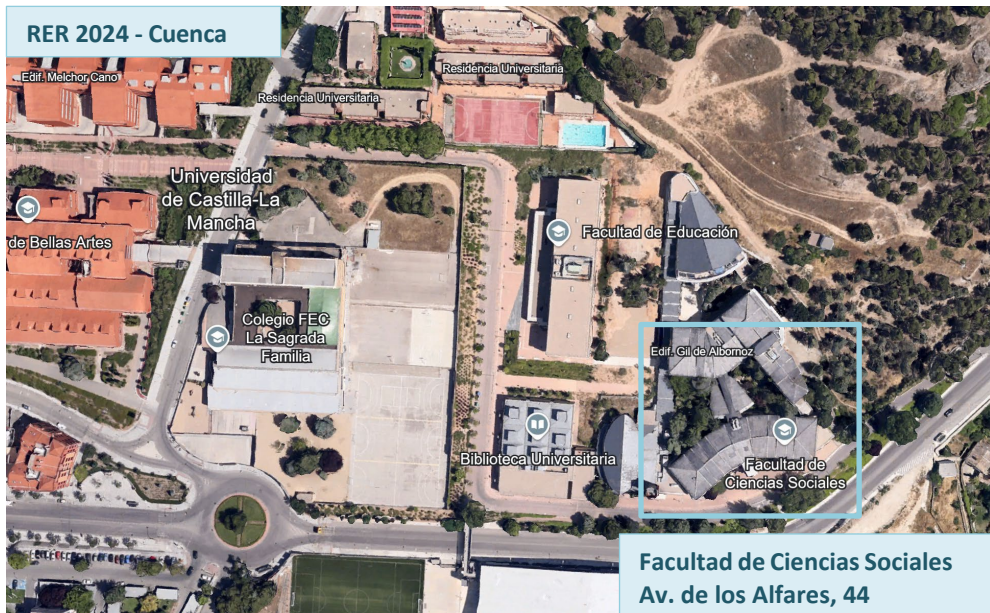 RER 2024 - Cuenca
Edif. Melchor Cano
Residencia Universitaria
Residencia Universitaria
Universidad
de Castilla-La
Mancha
de Bellas Artes
Facultad de Educación
Colegio FEC
La Sagrada
Familia
Edif. Gil de Albornoz
Biblioteca Universitaria
Facultad de
Ciencias Sociales
Facultad de Ciencias Sociales
Av. de los Alfares, 44